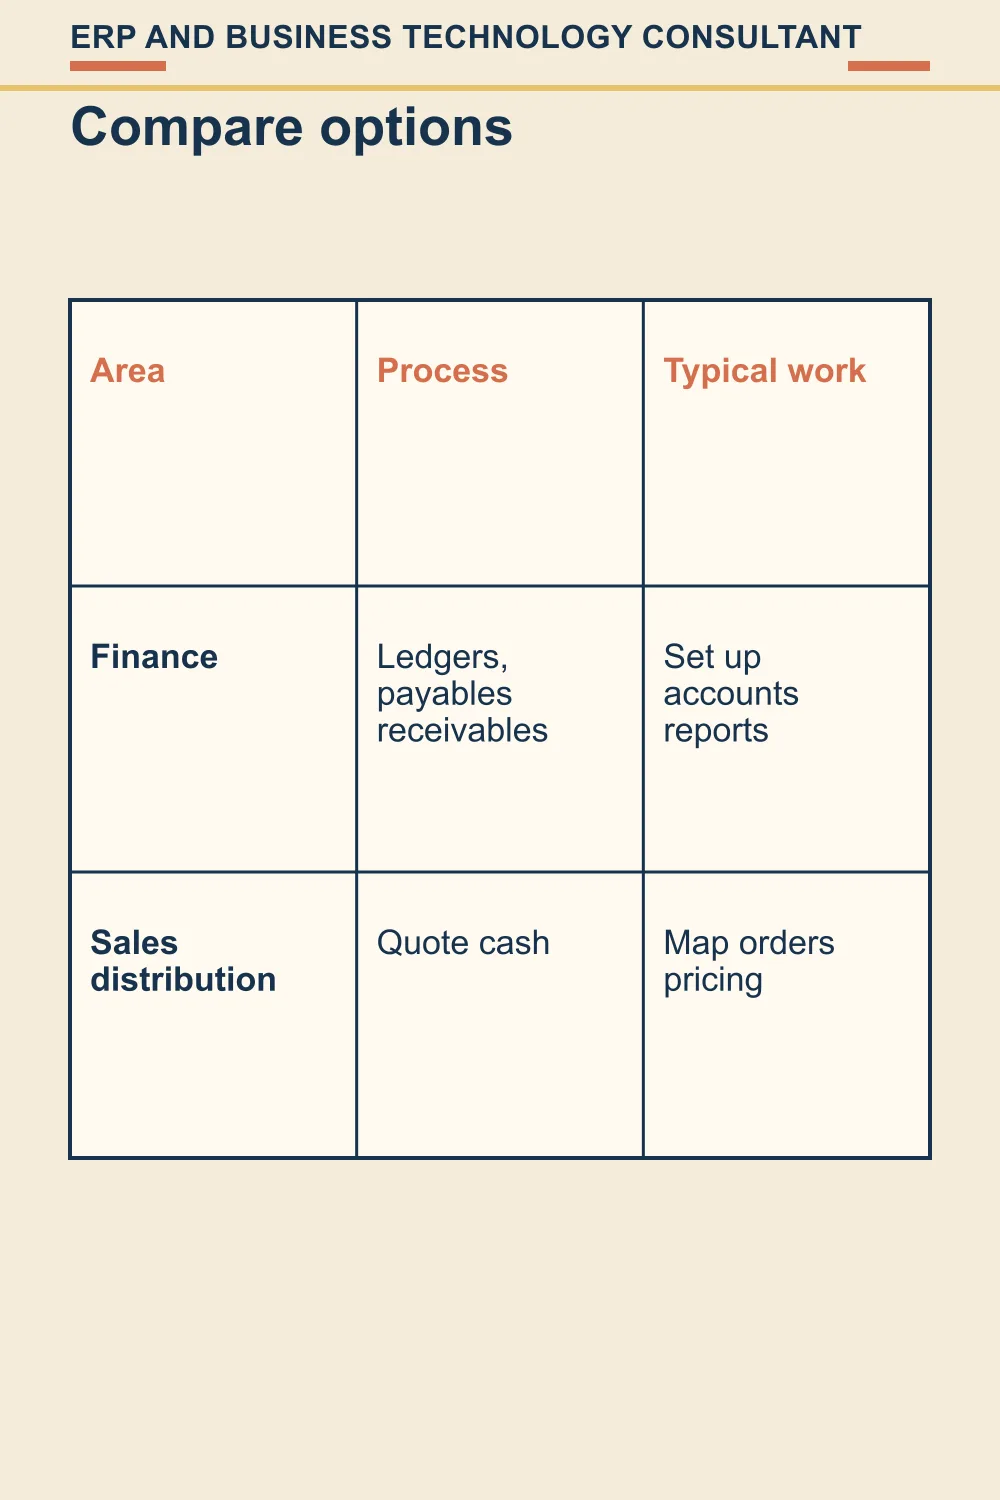 ERP AND BUSINESS TECHNOLOGY CONSULTANT
Compare options
Area
Process
Typical work
Finance
Ledgers,
payables
receivables
Set up
accounts
reports
Sales
distribution
Quote cash
Map orders
pricing